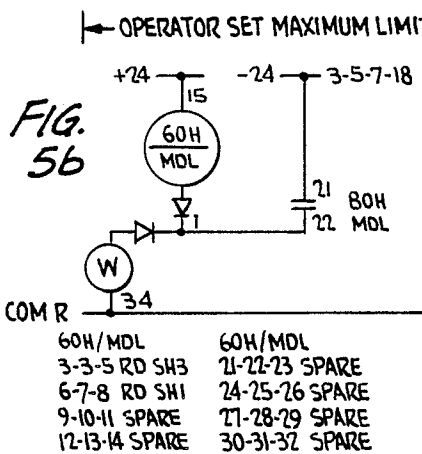 OPERATOR SET MAXIMUM LIMI
+24 -24 3-5-7-18
15
FIG. 5b
60H
MDL
21 80H
22 MDL
1
W
34
COM R
60H/MDL 60H/MDL
3-3-5 RD SH3 21-22-23 SPARE
6-7-8 RD SH1 24-25-26 SPARE
9-10-11 SPARE 27-28-29 SPARE
12-13-14 SPARE 30-31-32 SPARE